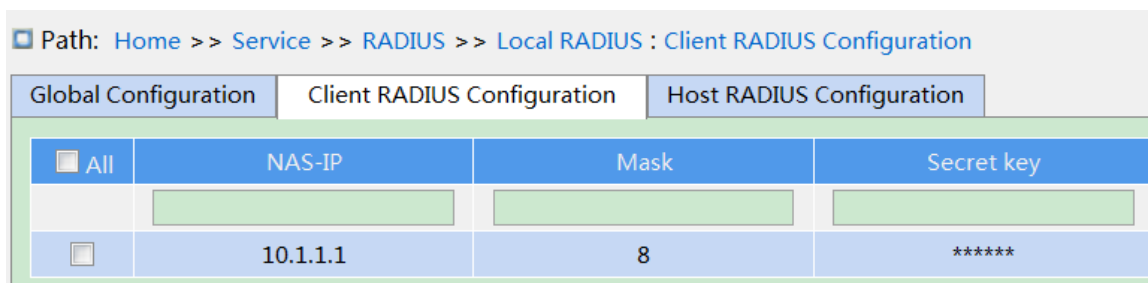 Path: Home >> Service >> RADIUS >> Local RADIUS : Client RADIUS Configuration
Global Configuration Client RADIUS Configuration Host RADIUS Configuration
All NAS-IP Mask Secret key
10.1.1.1 8 ******